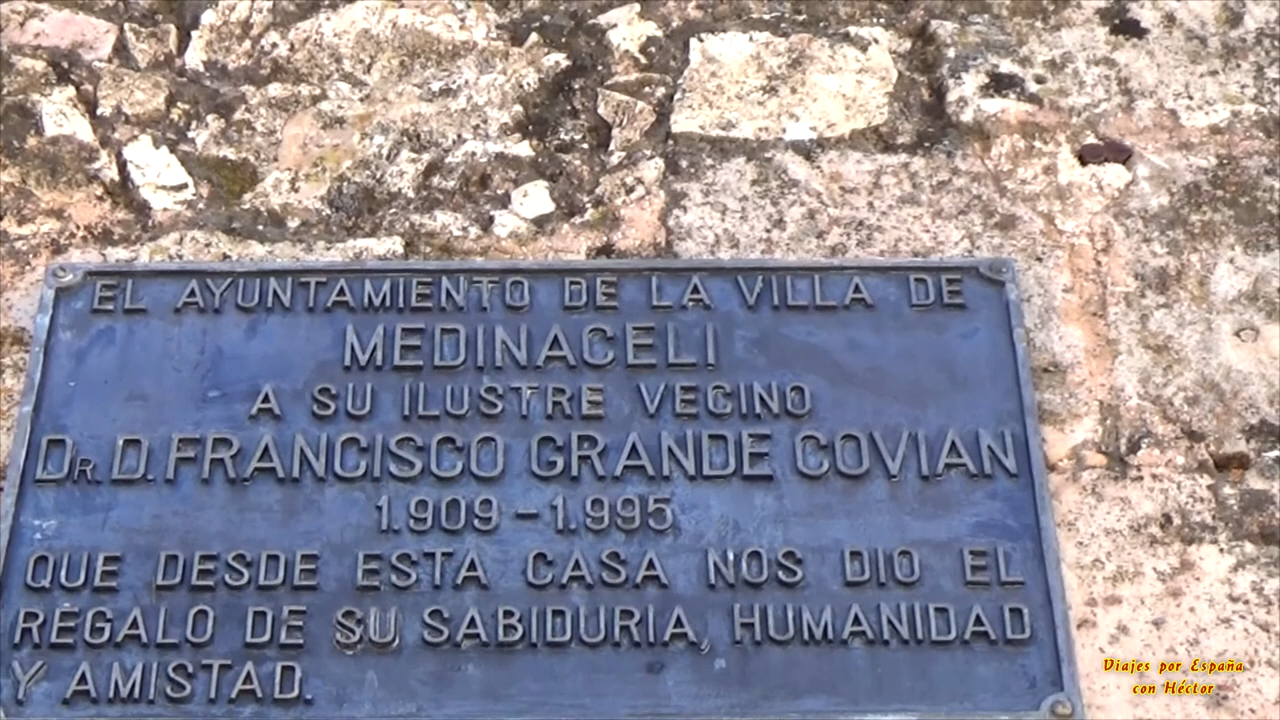 EL AYUNTAMIENTO DE LA VILLA DE
MEDINACELI
A SU ILUSTRE VECINO
DR. D. FRANCISCO GRANDE COVIAN
1.909 - 1.995
QUE DESDE ESTA CASA NOS DIO EL
REGALO DE SU SABIDURIA, HUMANIDAD
Y AMISTAD.
Diajes por España
con Héctor